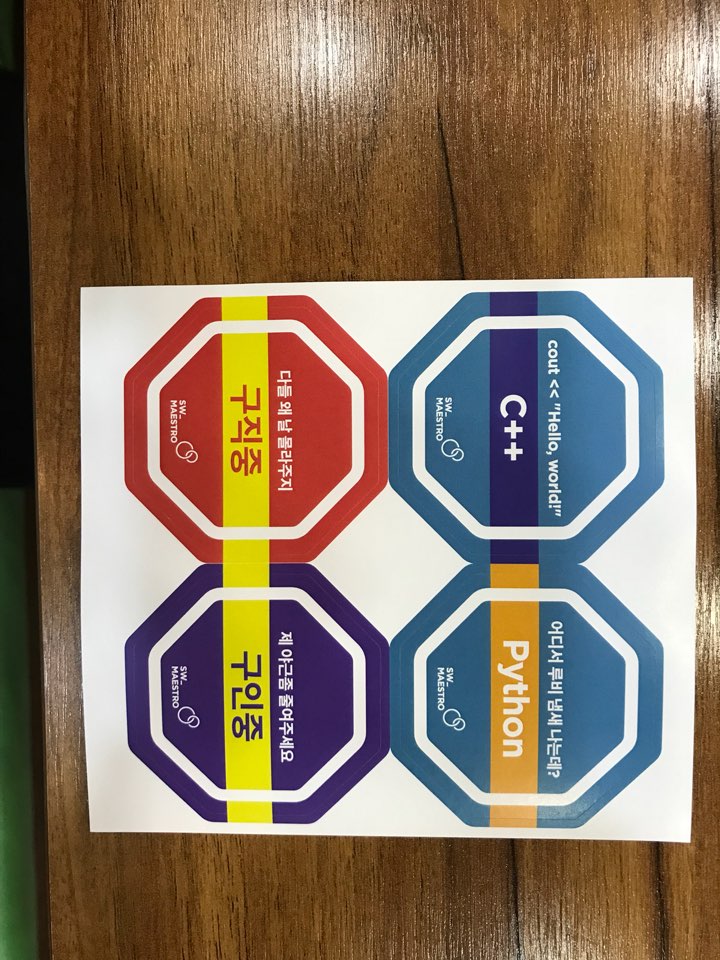 cout << "Hello, world!"
C++
SW_
MAESTRO
어디서 루비 냄새 나는데?
Python
SW_
MAESTRO
다들 왜 날 몰라주지
구직중
SW_
MAESTRO
제 야근좀 줄여주세요
구인중
SW_
MAESTRO